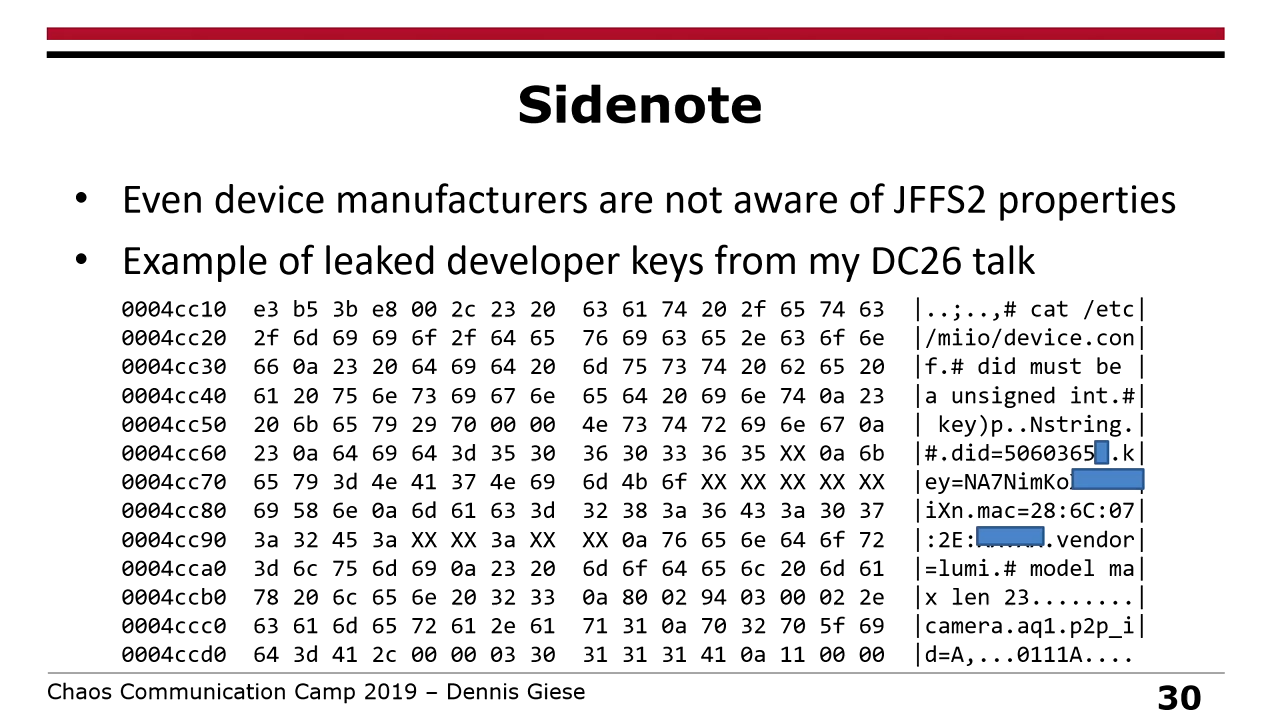 Sidenote
• Even device manufacturers are not aware of JFFS2 properties
• Example of leaked developer keys from my DC26 talk
0004cc10  e3 b5 3b e8 00 2c 23 20  63 61 74 20 2f 65 74 63  |..;..,# cat /etc|
0004cc20  2f 6d 69 69 6f 2f 64 65  76 69 63 65 2e 63 6f 6e  |/miio/device.con|
0004cc30  66 0a 23 20 64 69 64 20  6d 75 73 74 20 62 65 20  |f.# did must be |
0004cc40  61 20 75 6e 73 69 67 6e  65 64 20 69 6e 74 0a 23  |a unsigned int.#|
0004cc50  20 6b 65 79 29 70 00 00  4e 73 74 72 69 6e 67 0a  | key)p..Nstring.|
0004cc60  23 0a 64 69 64 3d 35 30  36 30 33 36 35 XX 0a 6b  |#.did=5060365 .k|
0004cc70  65 79 3d 4e 41 37 4e 69  6d 4b 6f XX XX XX XX XX  |ey=NA7NimKo
0004cc80  69 58 6e 0a 6d 61 63 3d  32 38 3a 36 43 3a 30 37  |iXn.mac=28:6C:07|
0004cc90  3a 32 45 3a XX XX 3a XX  XX 0a 76 65 6e 64 6f 72  |:2E: .vendor|
0004cca0  3d 6c 75 6d 69 0a 23 20  6d 6f 64 65 6c 20 6d 61  |=lumi.# model ma|
0004ccb0  78 20 6c 65 6e 20 32 33  0a 80 02 94 03 00 02 2e  |x len 23........|
0004ccc0  63 61 6d 65 72 61 2e 61  71 31 0a 70 32 70 5f 69  |camera.aq1.p2p_i|
0004ccd0  64 3d 41 2c 00 00 03 30  31 31 31 41 0a 11 00 00  |d=A,...0111A....
Chaos Communication Camp 2019 – Dennis Giese
30